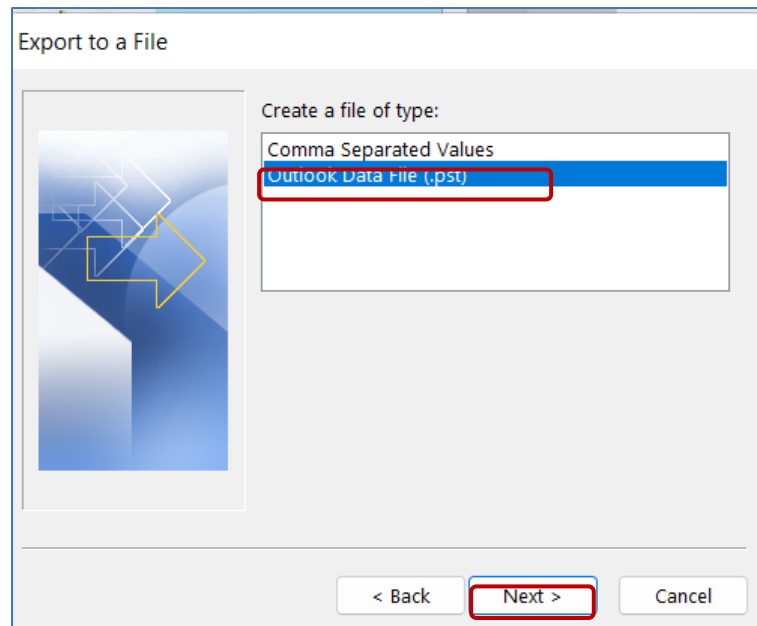 Export to a File
Create a file of type:
Comma Separated Values
Outlook Data File (.pst)
< Back
Next >
Cancel